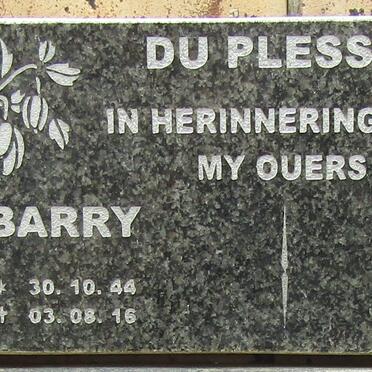 DU PLESS
IN HERINNERING
MY OUERS
BARRY
* 30. 10. 44
† 03. 08. 16